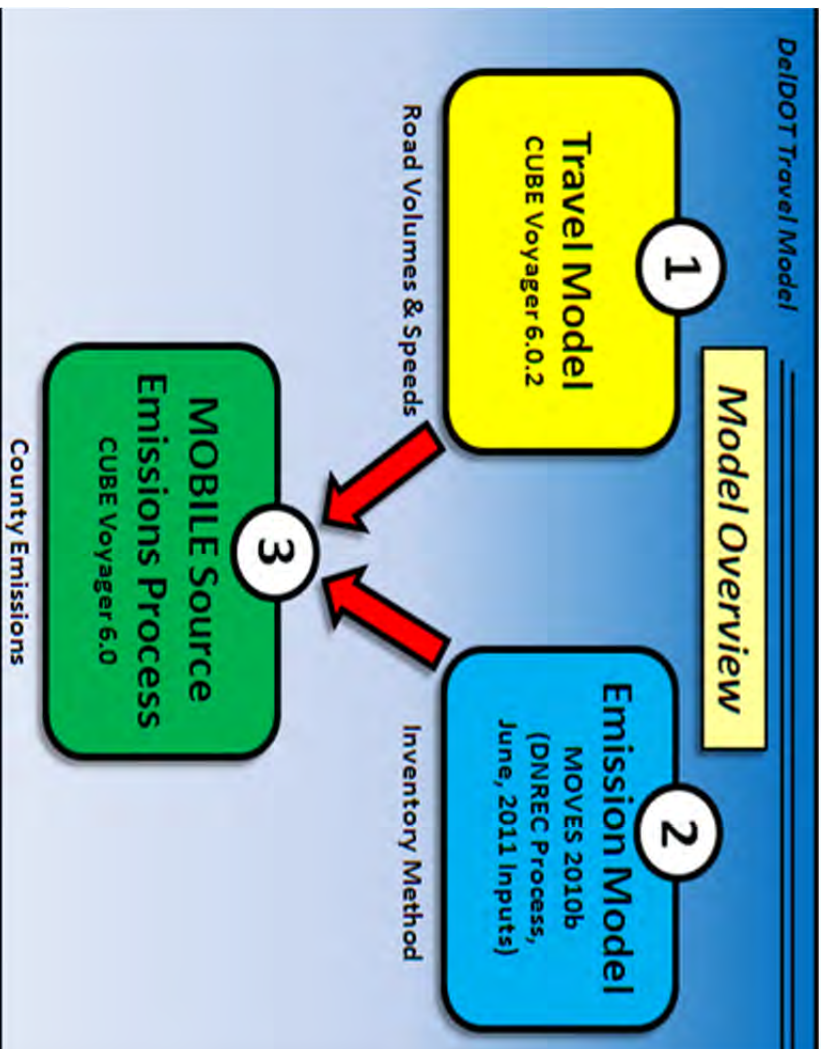 DelDOT Travel Model
Model Overview
1
Travel Model
CUBE Voyager 6.0.2
Road Volumes & Speeds
2
Emission Model
MOVES 2010b
(DNREC Process,
June, 2011 Inputs)
Inventory Method
3
MOBILE Source
Emissions Process
CUBE Voyager 6.0
County Emissions